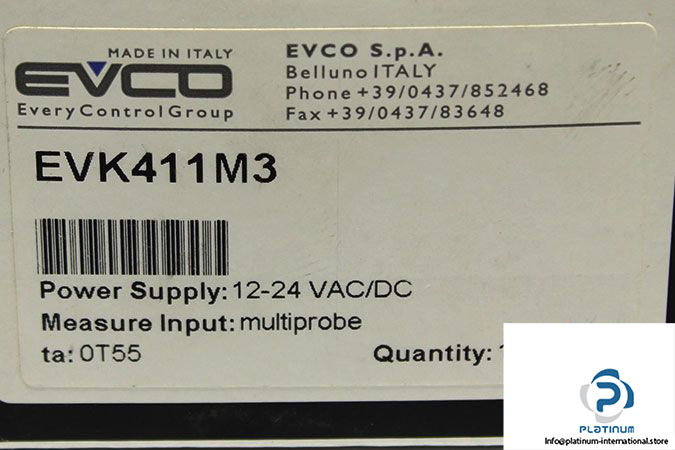 MADE IN ITALY
EVCO
Every Control Group
EVCO S.p.A.
Belluno ITALY
Phone +39/0437/852468
Fax +39/0437/83648
EVK411M3
Power Supply: 12-24 VAC/DC
Measure Input: multiprobe
ta: 0T55
Quantity:
PLATINUM
Info@platinum-international.store